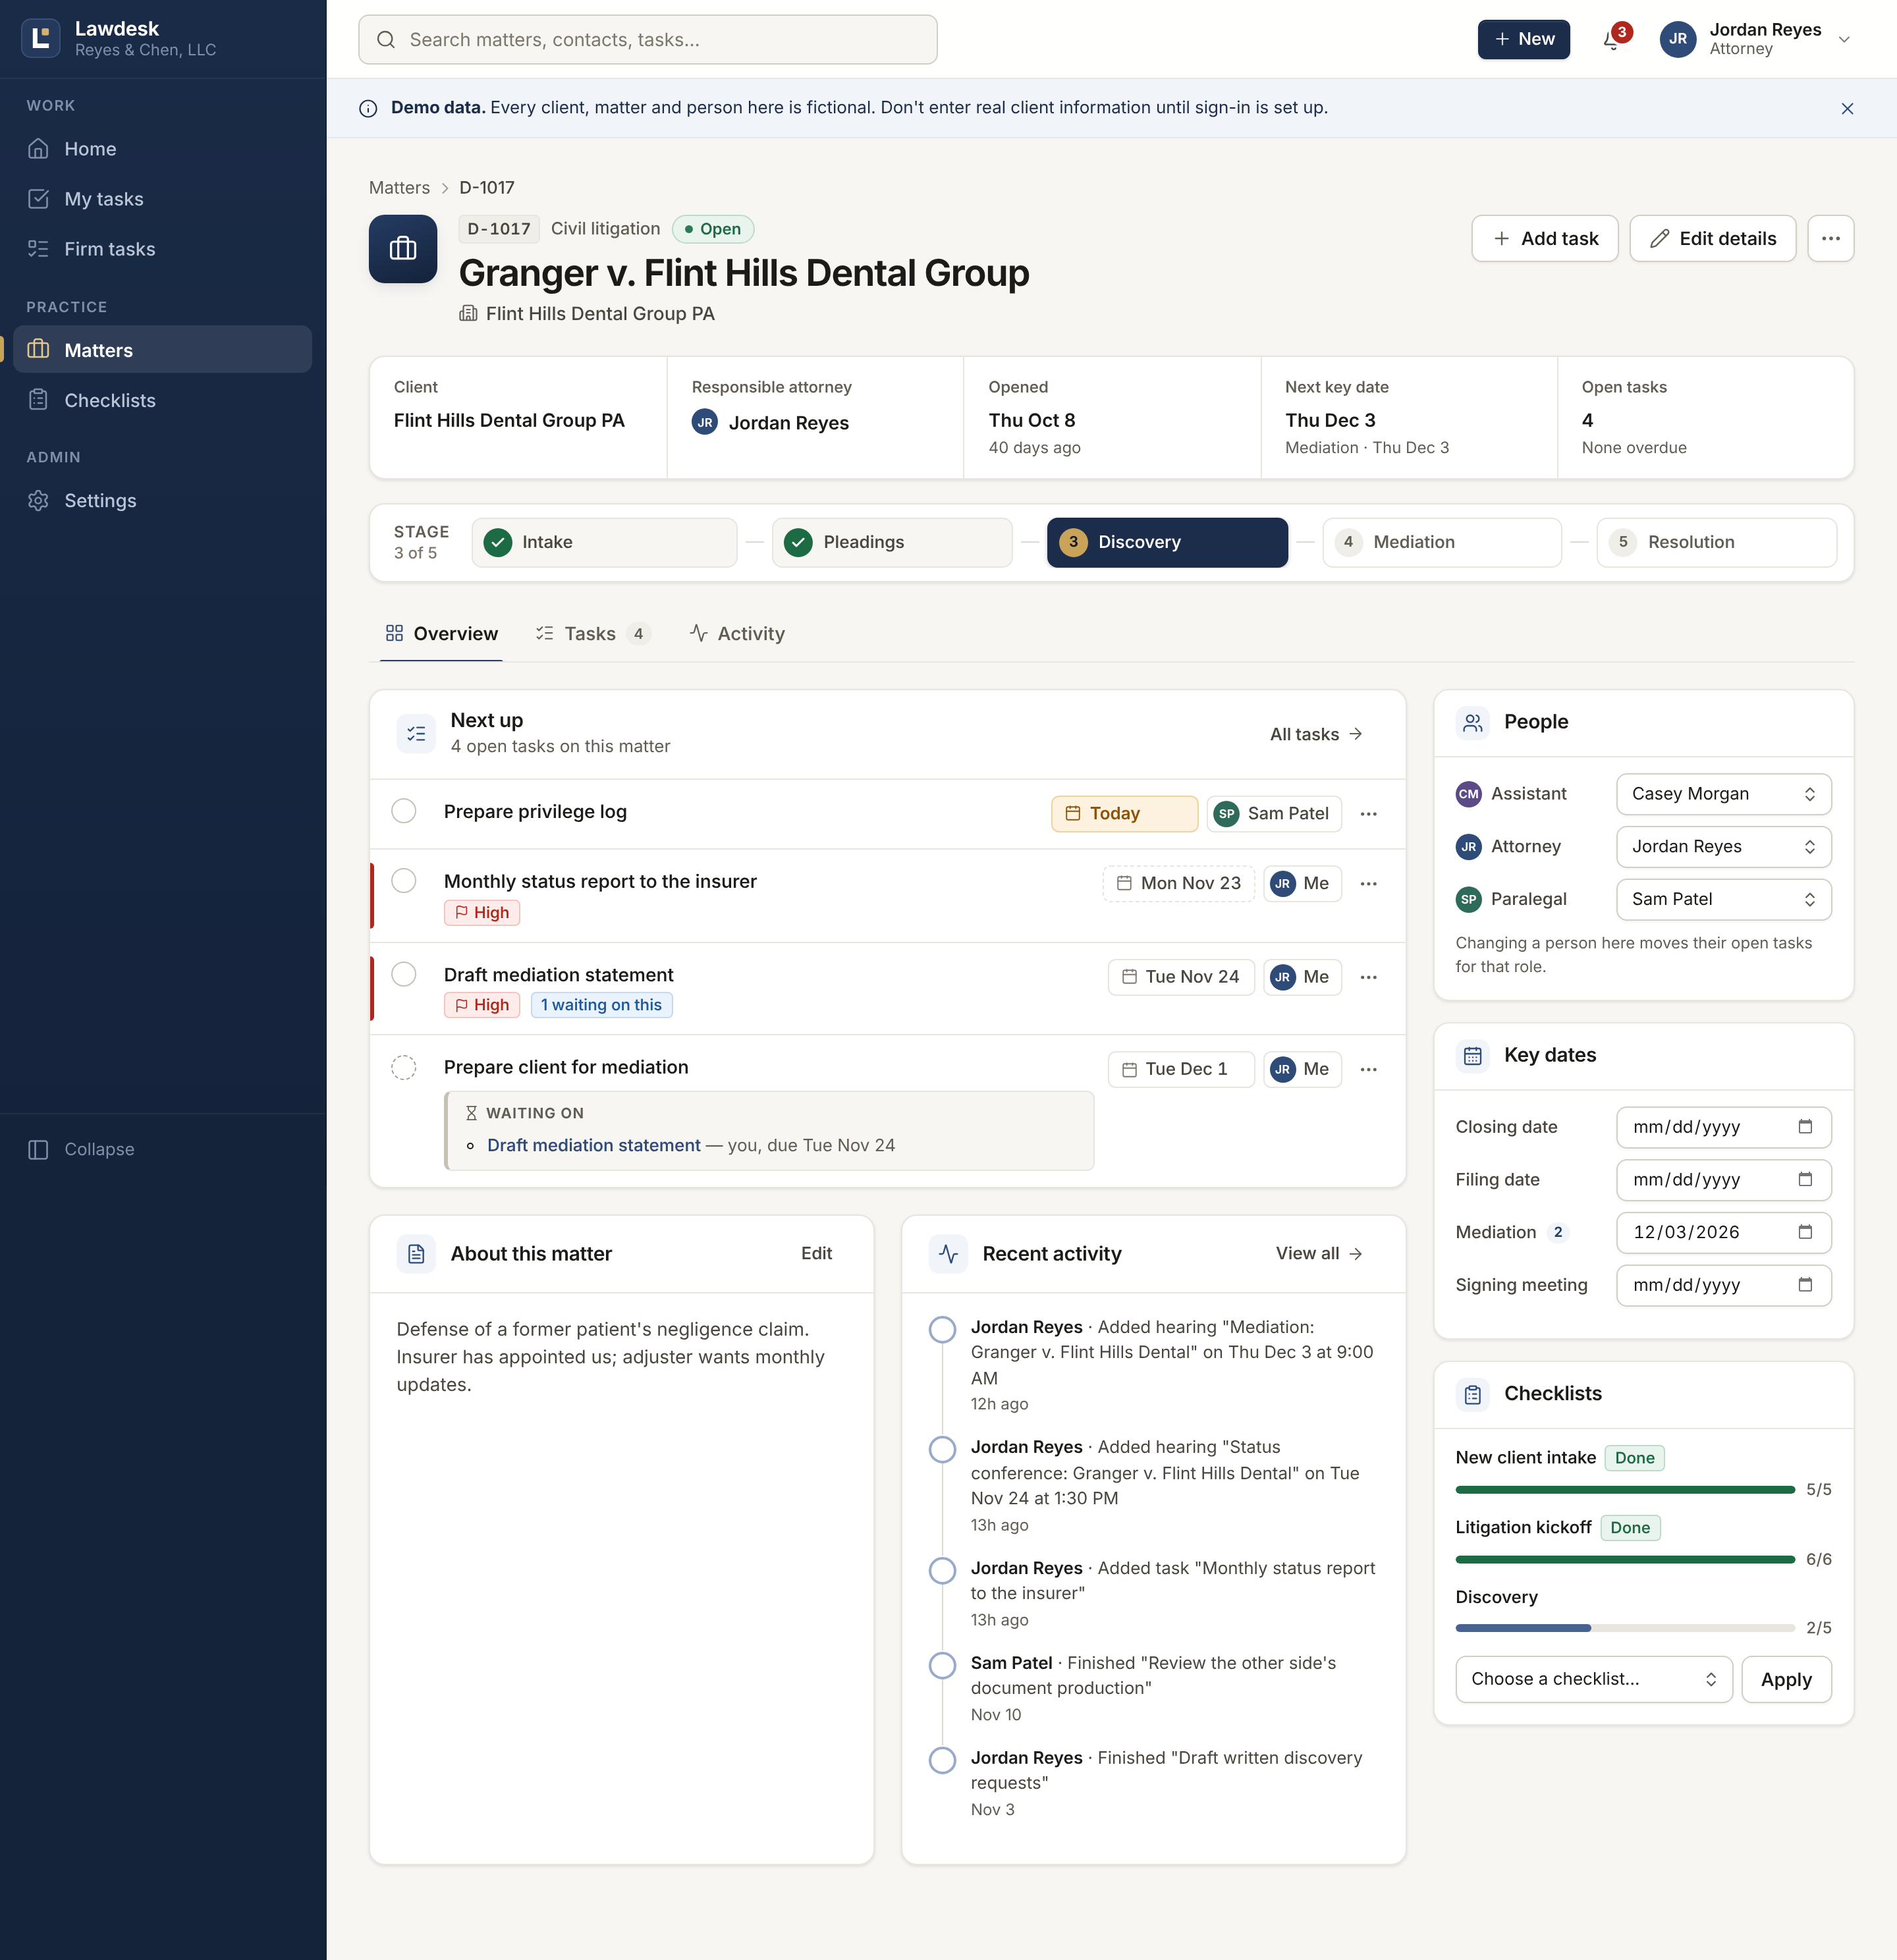 Lawdesk
Reyes & Chen, LLC
WORK
Home
My tasks
Firm tasks
PRACTICE
Matters
Checklists
ADMIN
Settings
Collapse
Search matters, contacts, tasks...
New
3
JR
Jordan Reyes
Attorney
Demo data. Every client, matter and person here is fictional. Don't enter real client information until sign-in is set up.
Matters > D-1017
D-1017 Civil litigation Open
Granger v. Flint Hills Dental Group
Flint Hills Dental Group PA
Add task
Edit details
Client
Flint Hills Dental Group PA
Responsible attorney
JR Jordan Reyes
Opened
Thu Oct 8
40 days ago
Next key date
Thu Dec 3
Mediation · Thu Dec 3
Open tasks
4
None overdue
STAGE
3 of 5
Intake
Pleadings
3 Discovery
4 Mediation
5 Resolution
Overview
Tasks 4
Activity
Next up
4 open tasks on this matter
All tasks
Prepare privilege log
Today
SP Sam Patel
Monthly status report to the insurer
High
Mon Nov 23
JR Me
Draft mediation statement
High
1 waiting on this
Tue Nov 24
JR Me
Prepare client for mediation
Tue Dec 1
JR Me
WAITING ON
Draft mediation statement — you, due Tue Nov 24
About this matter
Edit
Defense of a former patient's negligence claim.
Insurer has appointed us; adjuster wants monthly
updates.
Recent activity
View all
Jordan Reyes · Added hearing "Mediation:
Granger v. Flint Hills Dental" on Thu Dec 3 at 9:00
AM
12h ago
Jordan Reyes · Added hearing "Status
conference: Granger v. Flint Hills Dental" on Tue
Nov 24 at 1:30 PM
13h ago
Jordan Reyes · Added task "Monthly status report
to the insurer"
13h ago
Sam Patel · Finished "Review the other side's
document production"
Nov 10
Jordan Reyes · Finished "Draft written discovery
requests"
Nov 3
People
CM Assistant
Casey Morgan
JR Attorney
Jordan Reyes
SP Paralegal
Sam Patel
Changing a person here moves their open tasks
for that role.
Key dates
Closing date
mm/dd/yyyy
Filing date
mm/dd/yyyy
Mediation 2
12/03/2026
Signing meeting
mm/dd/yyyy
Checklists
New client intake Done
5/5
Litigation kickoff Done
6/6
Discovery
2/5
Choose a checklist...
Apply